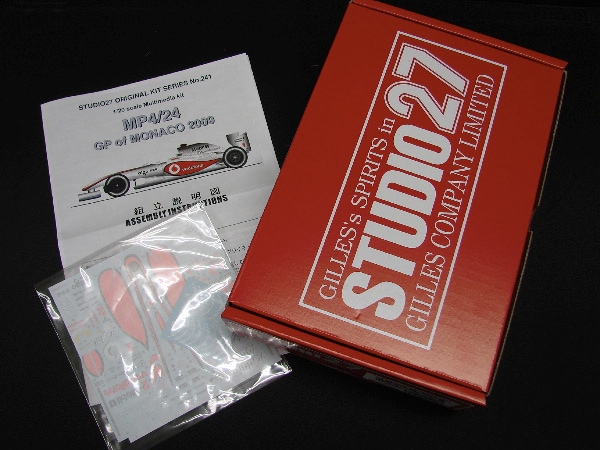 STUDIO27 ORIGINAL KIT SERIES No.241
1/20 scale Multimedia kit
MP4/24
GP of MONACO 2009
組立説明図
ASSEMBLY INSTRUCTIONS
GILLES's SPIRITS in
STUDIO27
GILLES COMPANY LIMITED